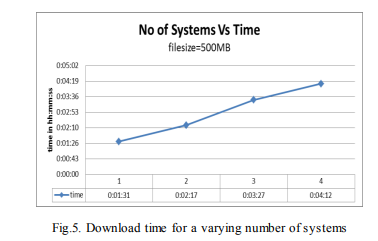 No of Systems Vs Time
filesize=500MB
time in hh:mm:ss
0:05:02
0:04:19
0:03:36
0:02:53
0:02:10
0:01:26
0:00:43
0:00:00
1 2 3 4
time 0:01:31 0:02:17 0:03:27 0:04:12
Fig.5. Download time for a varying number of systems